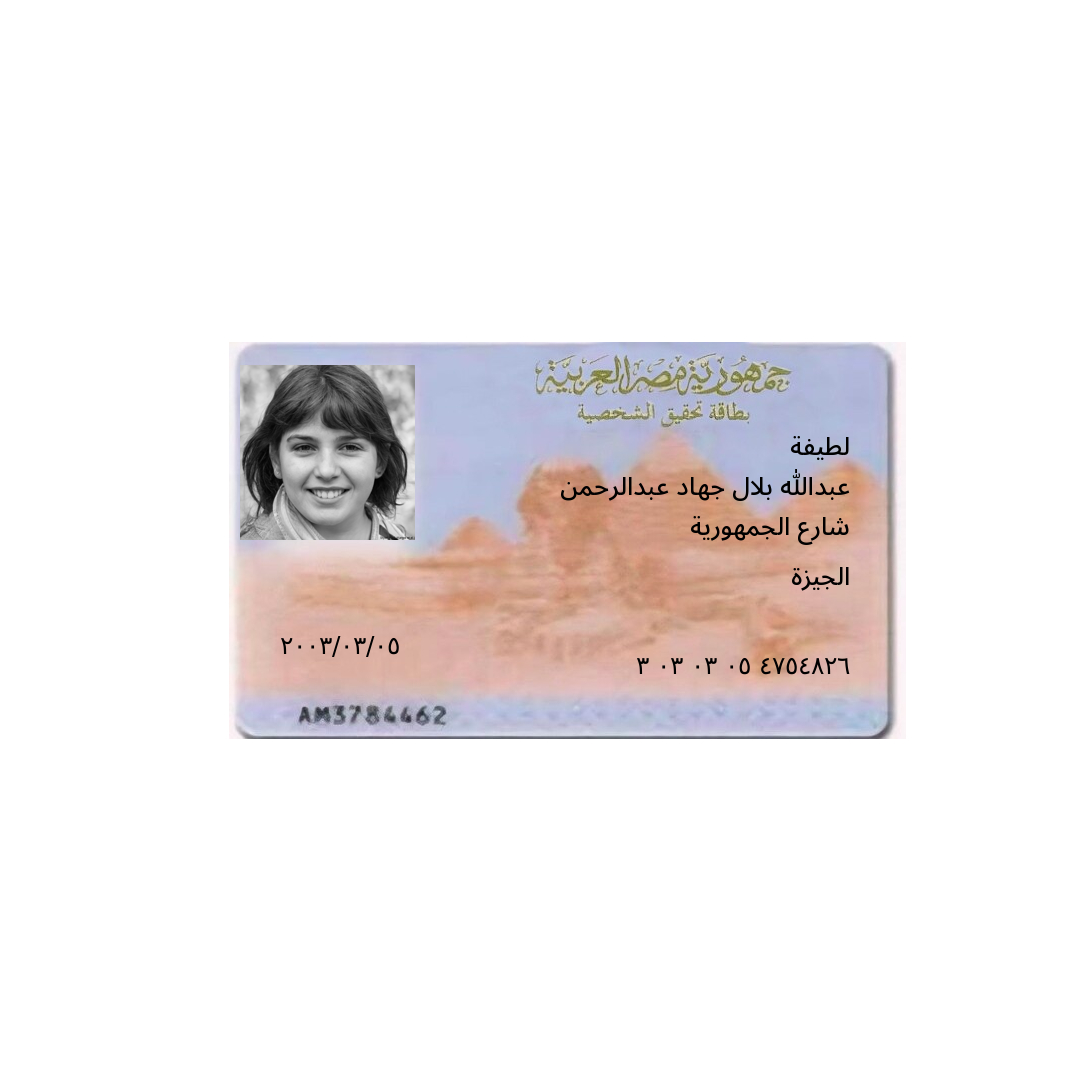 جمهورية مصر العربية
بطاقة تحقيق الشخصية
لطيفة
عبدالله بلال جهاد عبدالرحمن
شارع الجمهورية
الجيزة
٢٠٠٣/٠٣/٠٥
٣ ٠٣ ٠٣ ٠٥ ٤٧٥٤٨٢٦
AM3784462